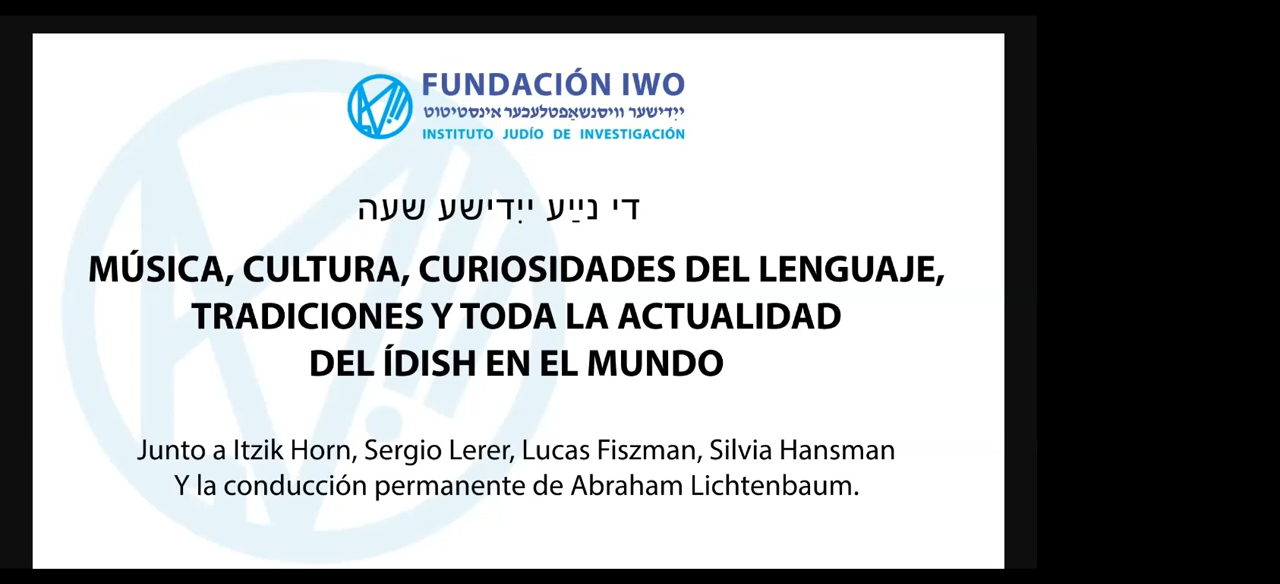 FUNDACIÓN IWO
ייִדישער וויסנשאַפֿטלעכער אינסטיטוט
INSTITUTO JUDÍO DE INVESTIGACIÓN
די נײַע ייִדישע שעה
MÚSICA, CULTURA, CURIOSIDADES DEL LENGUAJE,
TRADICIONES Y TODA LA ACTUALIDAD
DEL ÍDISH EN EL MUNDO
Junto a Itzik Horn, Sergio Lerer, Lucas Fiszman, Silvia Hansman
Y la conducción permanente de Abraham Lichtenbaum.